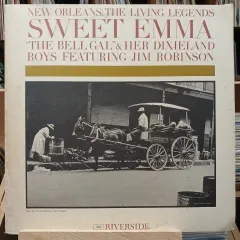 NEW ORLEANS: THE LIVING LEGENDS
SWEET EMMA
"THE BELL GAL" & HER DIXIELAND
BOYS FEATURING JIM ROBINSON
RIVERSIDE